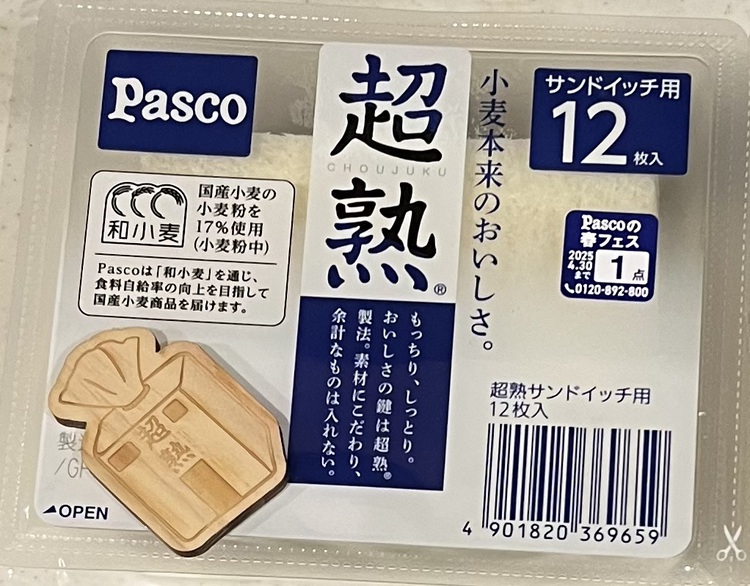 Pasco
超熟
CHOUJUKU
®
小麦本来のおいしさ。
サンドイッチ用
12枚入
和小麦
国産小麦の
小麦粉を
17%使用
(小麦粉中)
Pascoは「和小麦」を通じ、
食料自給率の向上を目指して
国産小麦商品を届けます。
Pascoの
春フェス
2025
4.30
まで
1点
0120-892-800
もっちり、しっとり。
おいしさの鍵は超熟®
製法。素材にこだわり、
余計なものは入れない。
超熟サンドイッチ用
12枚入
4 901820 369659
超熟
製
/GF
OPEN